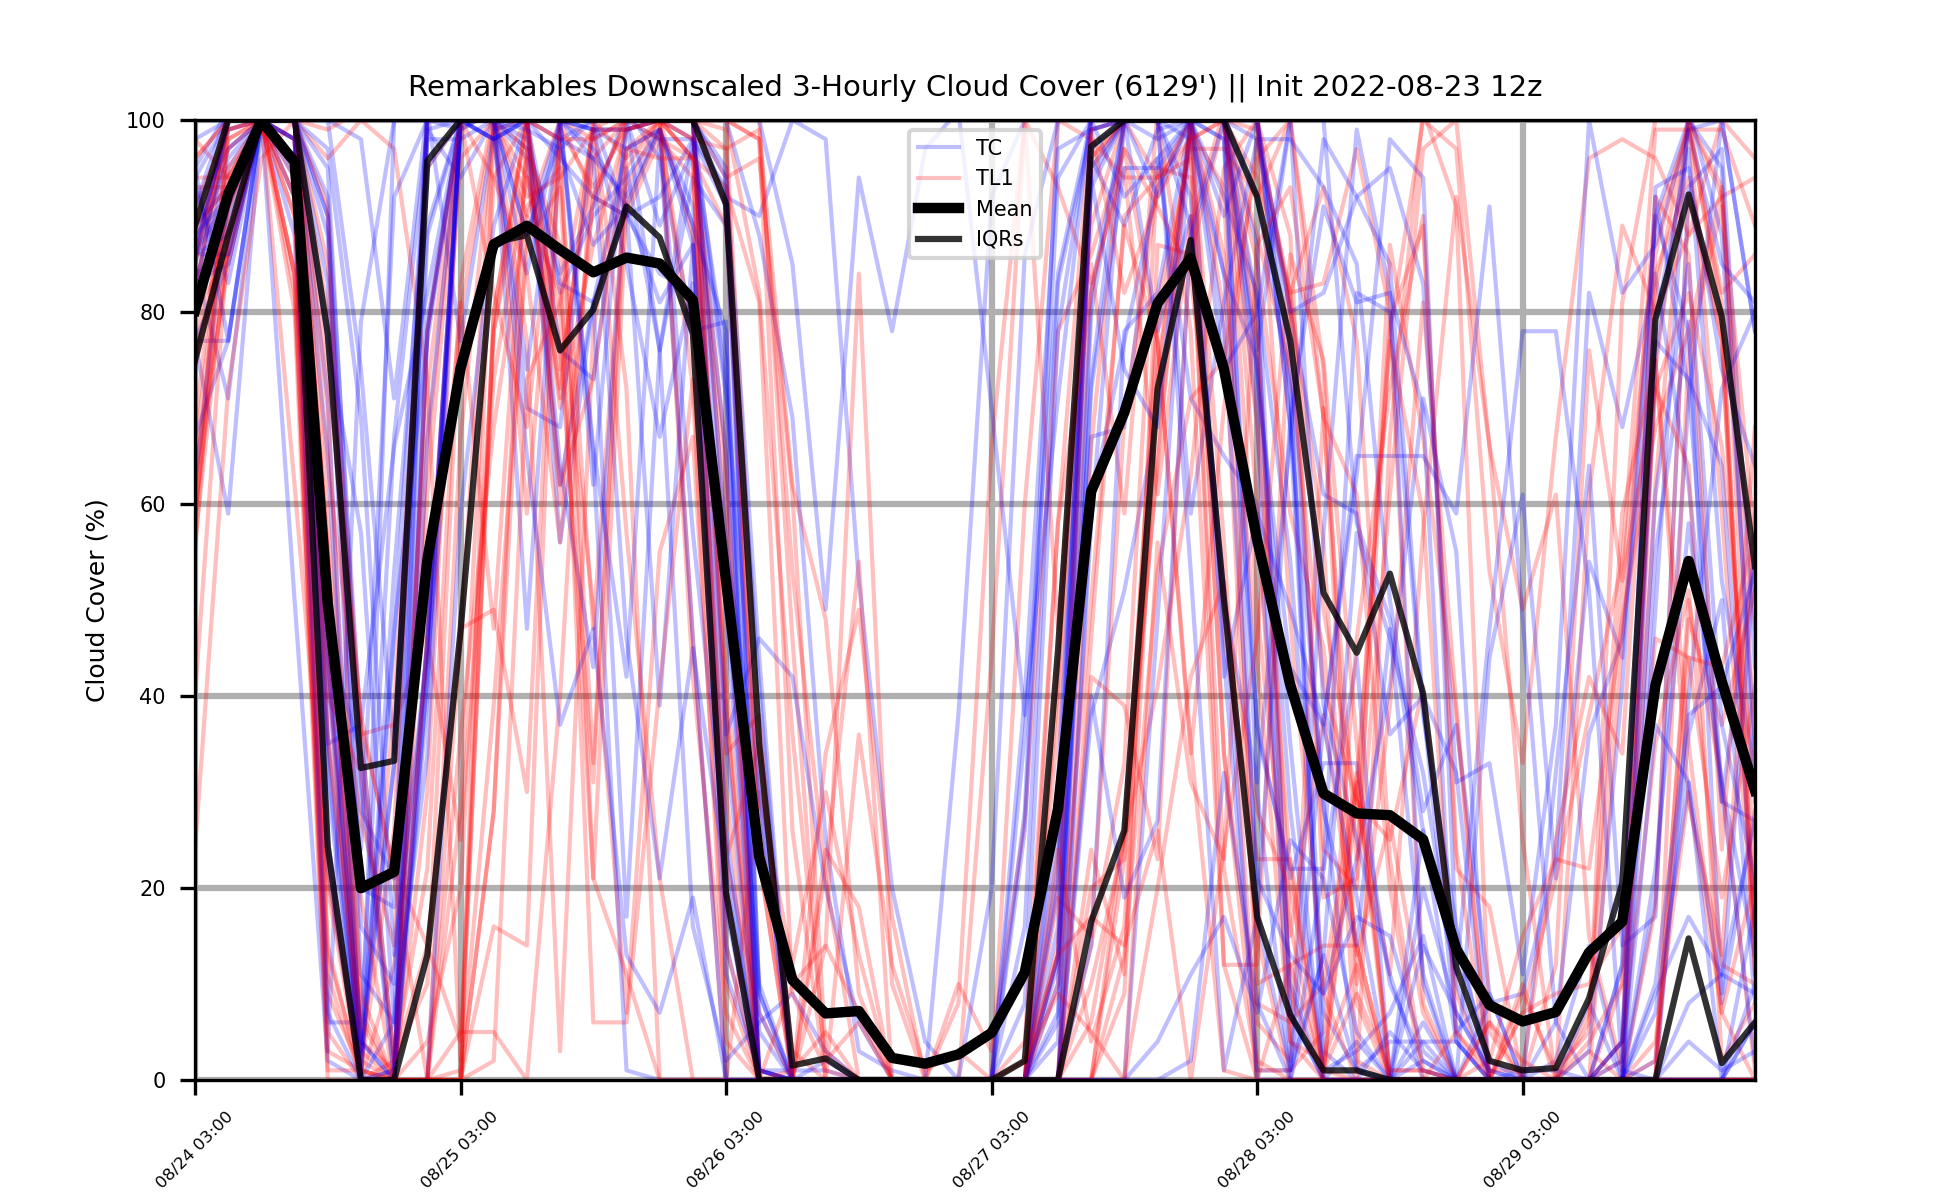 Remarkables Downscaled 3-Hourly Cloud Cover (6129') || Init 2022-08-23 12z
Cloud Cover (%)
100
80
60
40
20
0
TC
TL1
Mean
IQRs
08/24 03:00
08/25 03:00
08/26 03:00
08/27 03:00
08/28 03:00
08/29 03:00